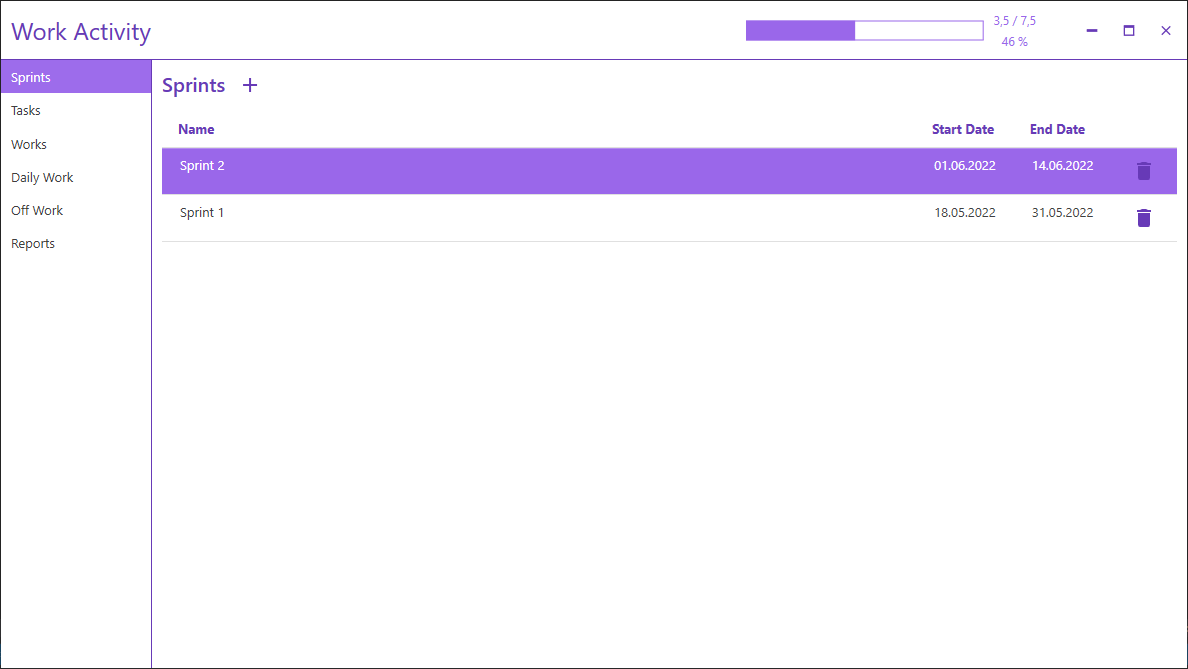 Work Activity
3,5 / 7,5
46 %
Sprints
Tasks
Works
Daily Work
Off Work
Reports
Sprints
Name Start Date End Date
Sprint 2 01.06.2022 14.06.2022
Sprint 1 18.05.2022 31.05.2022